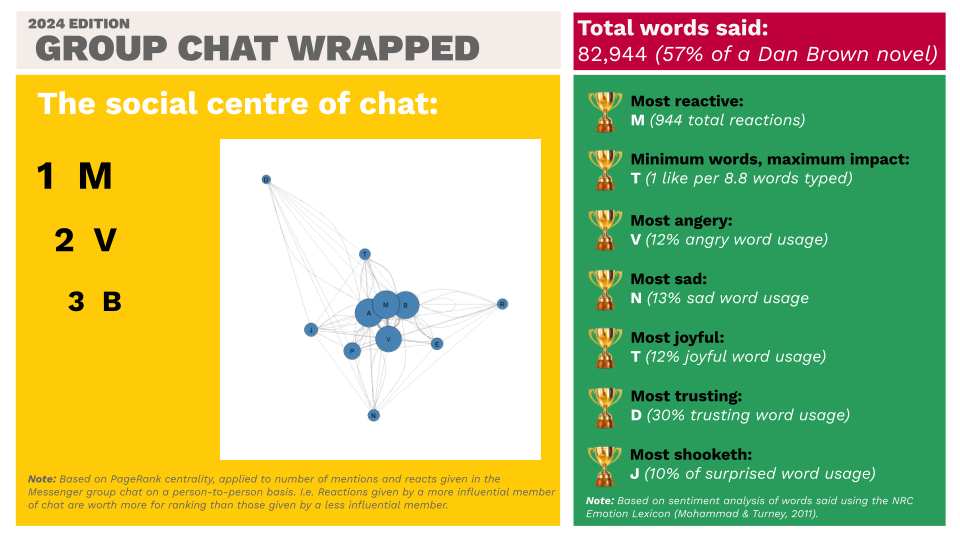 2024 EDITION
GROUP CHAT WRAPPED
Total words said:
82,944 (57% of a Dan Brown novel)
The social centre of chat:
1 M
2 V
3 B
T
M
B
A
R
J
V
E
P
N
Note: Based on PageRank centrality, applied to number of mentions and reacts given in the
Messenger group chat on a person-to-person basis. I.e. Reactions given by a more influential member
of chat are worth more for ranking than those given by a less influential member.
Most reactive:
M (944 total reactions)
Minimum words, maximum impact:
T (1 like per 8.8 words typed)
Most angery:
V (12% angry word usage)
Most sad:
N (13% sad word usage
Most joyful:
T (12% joyful word usage)
Most trusting:
D (30% trusting word usage)
Most shooketh:
J (10% of surprised word usage)
Note: Based on sentiment analysis of words said using the NRC
Emotion Lexicon (Mohammad & Turney, 2011).